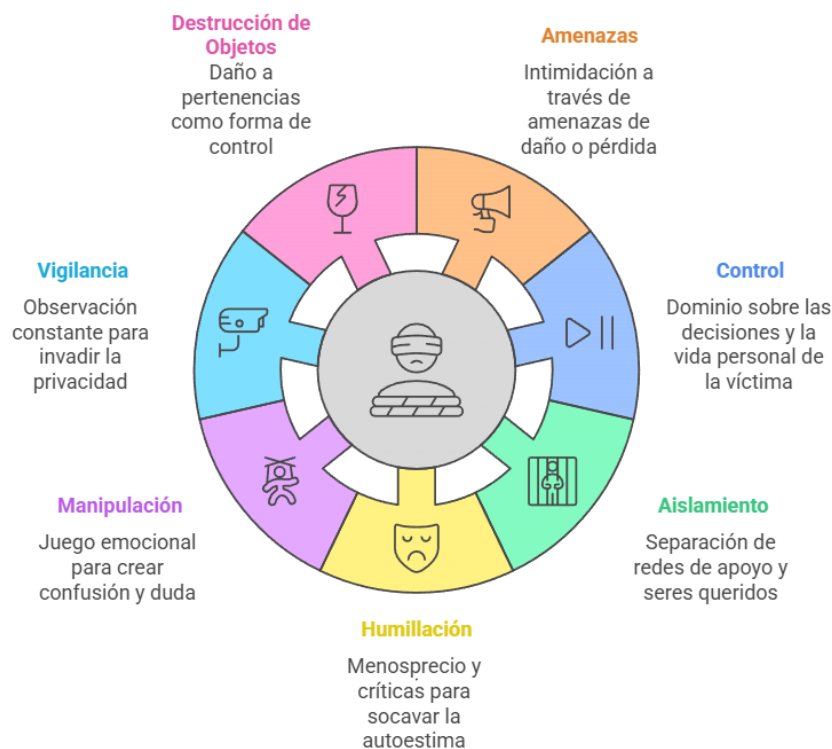 Destrucción de
Objetos
Daño a
pertenencias
como forma de
control
Amenazas
Intimidación a
través de
amenazas de
daño o pérdida
Vigilancia
Observación
constante para
invadir la
privacidad
Control
Dominio sobre las
decisiones y la
vida personal de
la víctima
Manipulación
Juego emocional
para crear
confusión y duda
Aislamiento
Separación de
redes de apoyo y
seres queridos
Humillación
Menosprecio y
críticas para
socavar la
autoestima